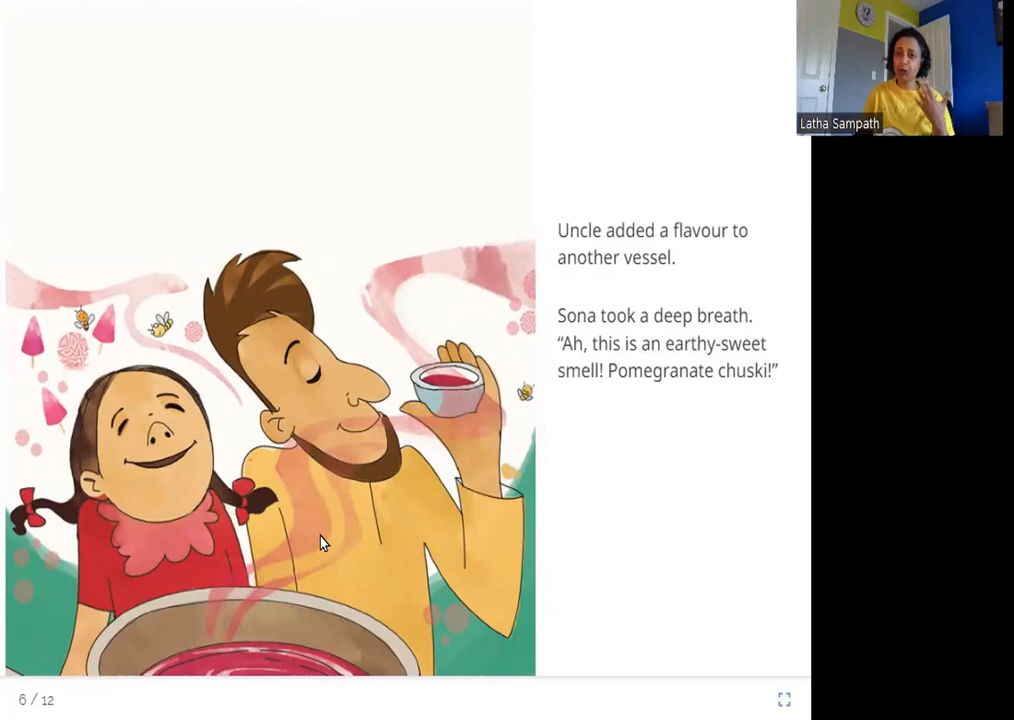 Latha Sampath
Uncle added a flavour to
another vessel.
Sona took a deep breath.
“Ah, this is an earthy-sweet
smell! Pomegranate chuski!”
6 / 12